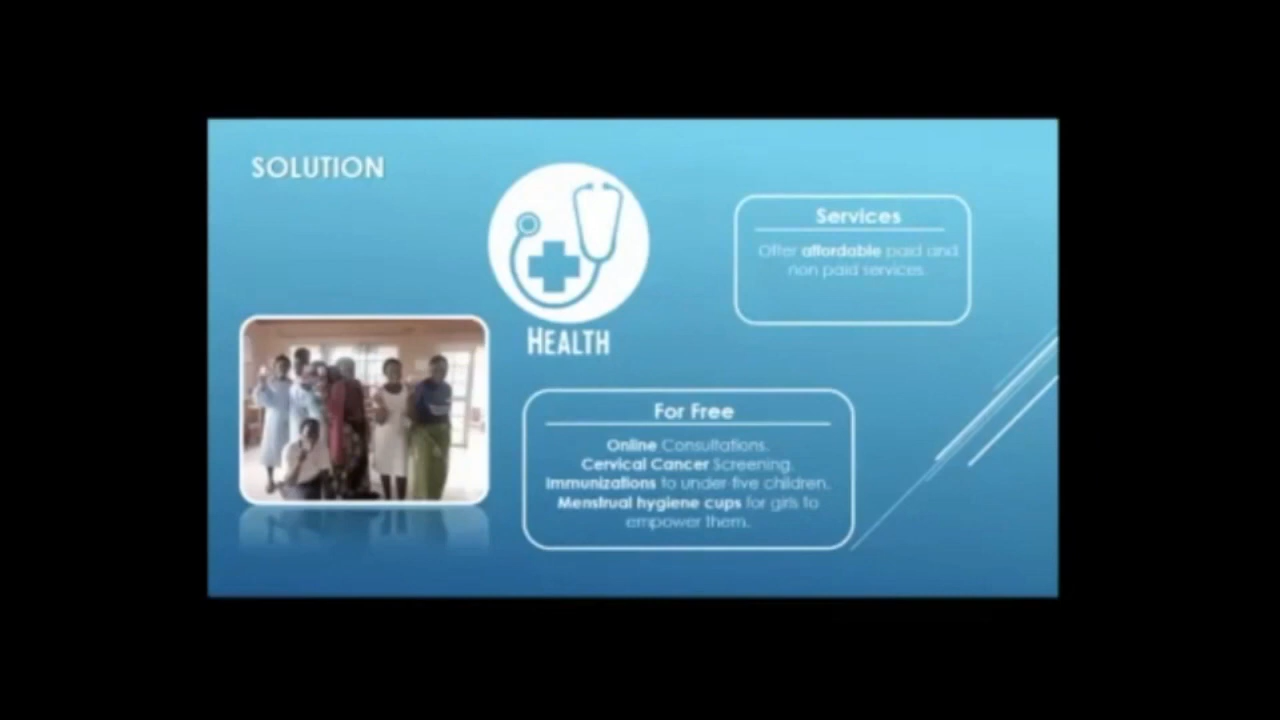 SOLUTION
HEALTH
Services
Offer affordable paid and
non paid services.
For Free
Online Consultations.
Cervical Cancer Screening.
Immunizations to under five children.
Menstrual hygiene cups for girls to
empower them.